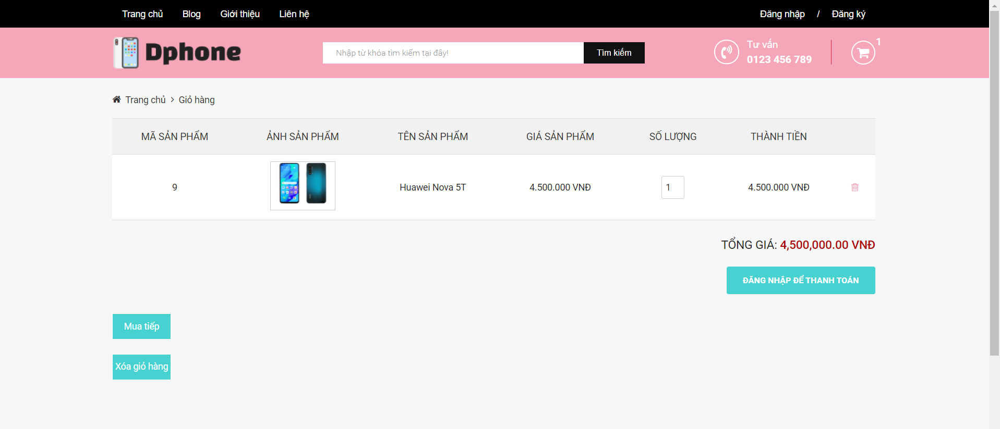 Trang chủ Blog Giới thiệu Liên hệ Đăng nhập / Đăng ký
Dphone
Nhập từ khóa tìm kiếm tại đây!
Tìm kiếm
Tư vấn
0123 456 789
1
Trang chủ > Giỏ hàng
MÃ SẢN PHẨM ẢNH SẢN PHẨM TÊN SẢN PHẨM GIÁ SẢN PHẨM SỐ LƯỢNG THÀNH TIỀN
9 Huawei Nova 5T 4.500.000 VNĐ 1 4.500.000 VNĐ
TỔNG GIÁ: 4,500,000.00 VNĐ
ĐĂNG NHẬP ĐỂ THANH TOÁN
Mua tiếp
Xóa giỏ hàng